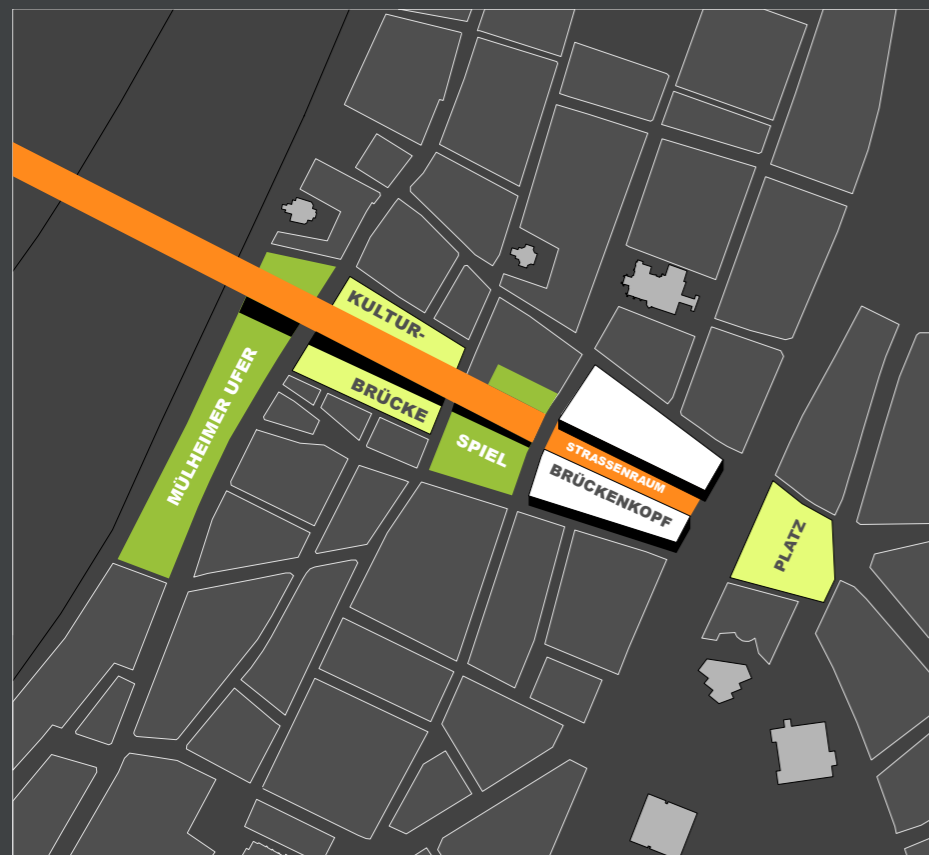 KULTUR-
BRÜCKE
MÜLHEIMER UFER
SPIEL
STRASSENRAUM
BRÜCKENKOPF
PLATZ